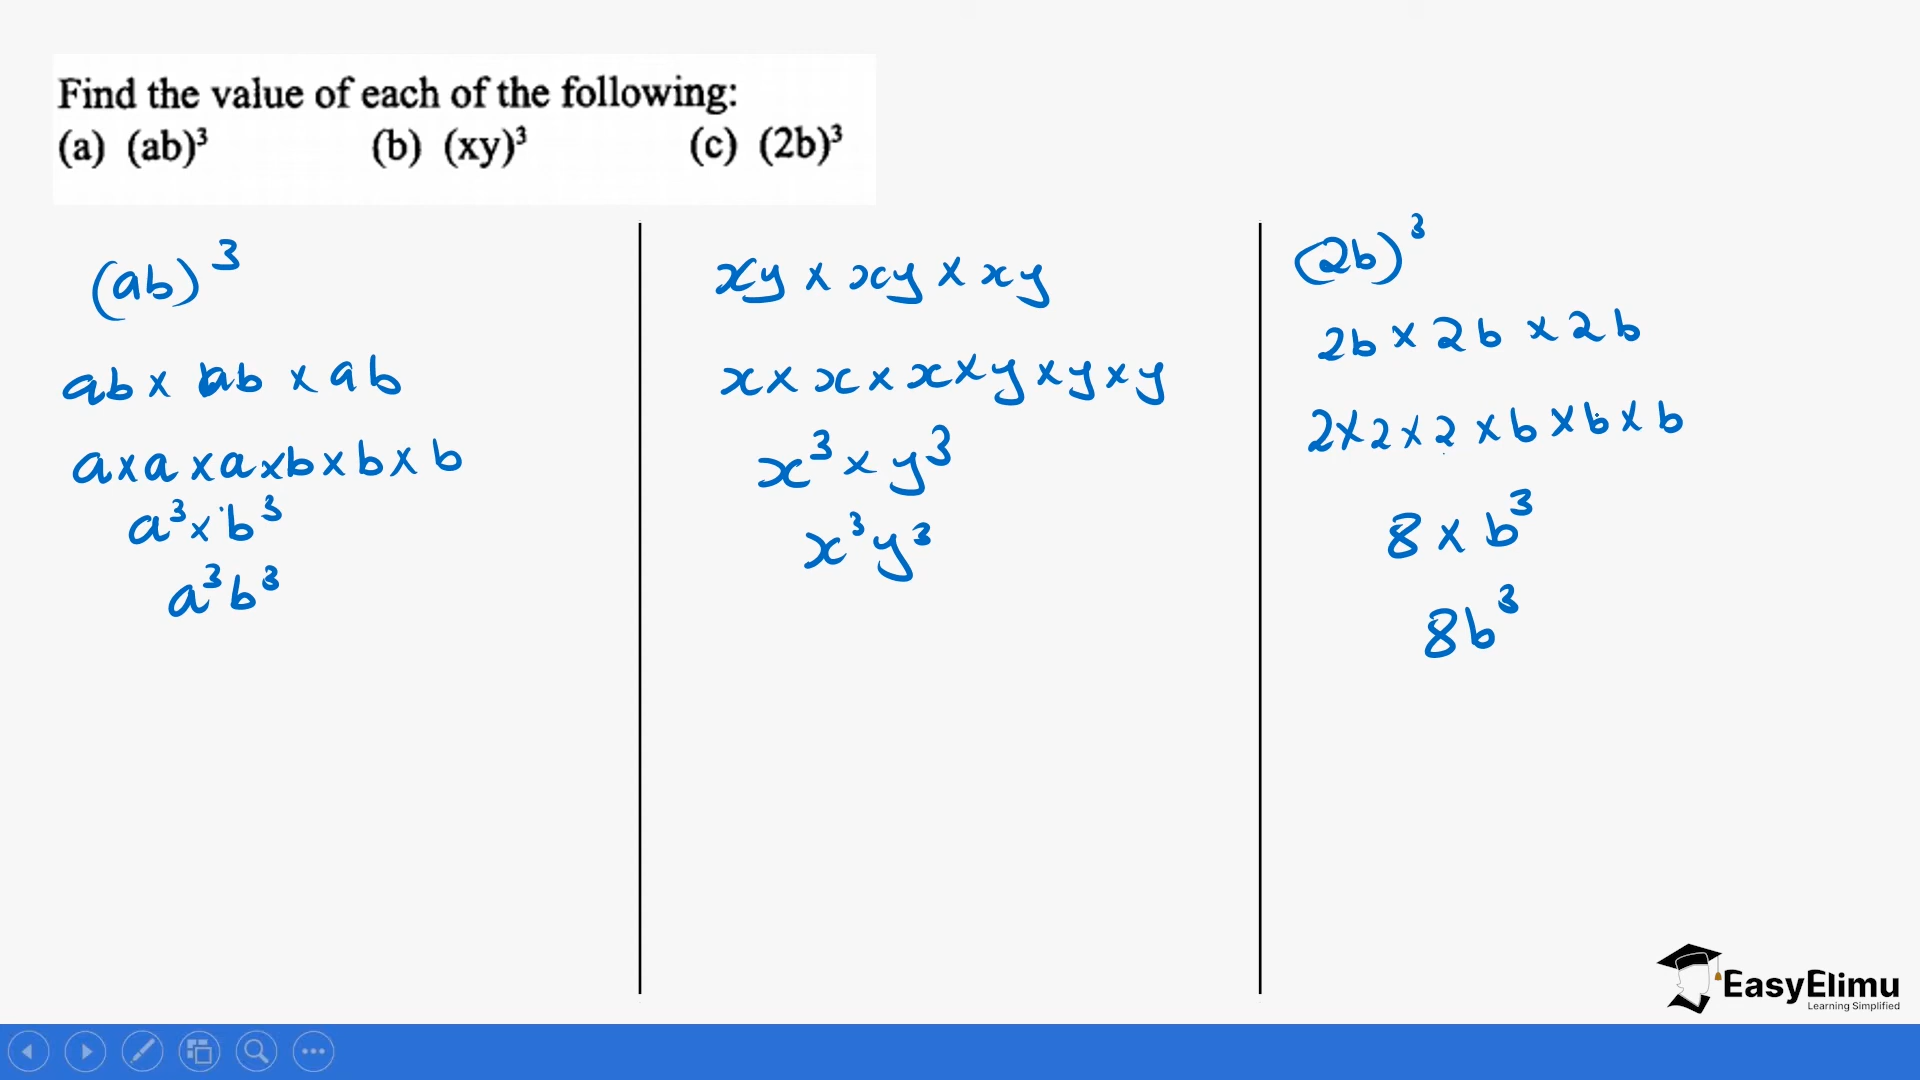 Find the value of each of the following:
(a) (ab)³ (b) (xy)³ (c) (2b)³
(ab)³
ab x ab x ab
a x a x a x b x b x b
a³ x b³
a³b³
xy x xy x xy
x x x x x x y x y x y
x³ x y³
x³y³
(2b)³
2b x 2b x 2b
2 x 2 x 2 x b x b x b
8 x b³
8b³
EasyElimu
Learning Simplified